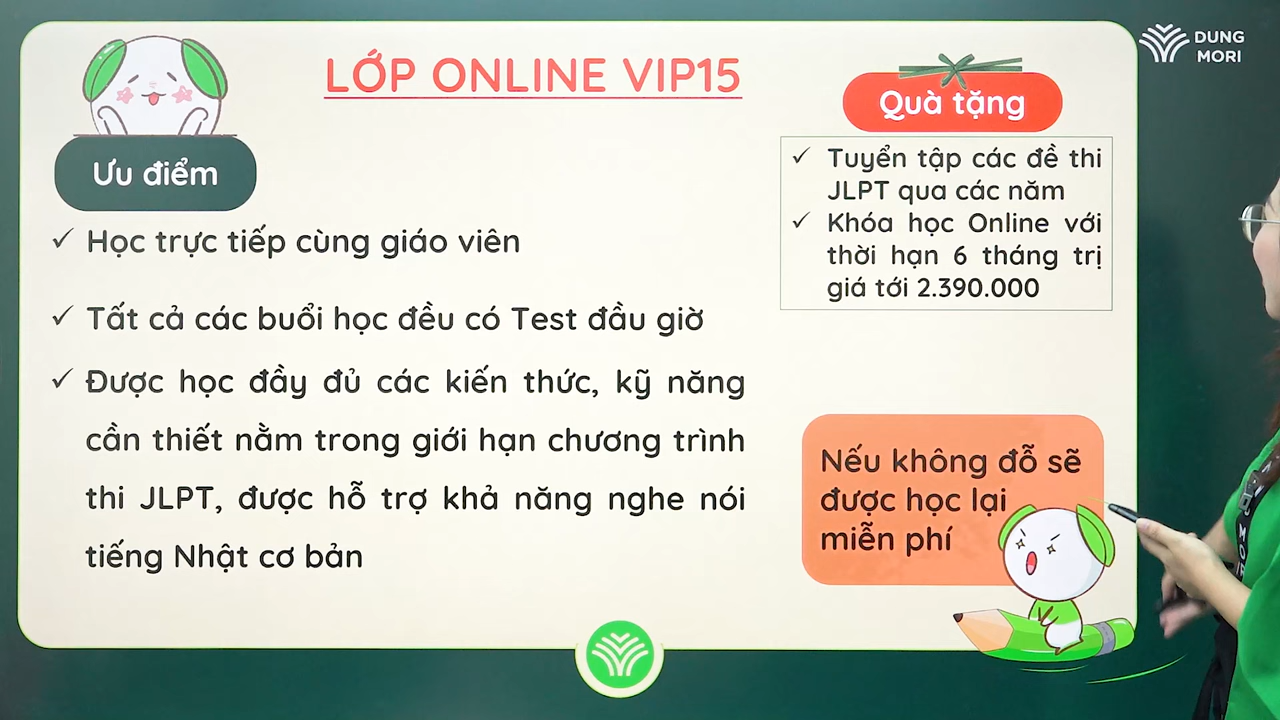 LỚP ONLINE VIP15
DUNG
MORI
Ưu điểm
Học trực tiếp cùng giáo viên
Tất cả các buổi học đều có Test đầu giờ
Được học đầy đủ các kiến thức, kỹ năng
cần thiết nằm trong giới hạn chương trình
thi JLPT, được hỗ trợ khả năng nghe nói
tiếng Nhật cơ bản
Quà tặng
Tuyển tập các đề thi
JLPT qua các năm
Khóa học Online với
thời hạn 6 tháng trị
giá tới 2.390.000
Nếu không đỗ sẽ
được học lại
miễn phí